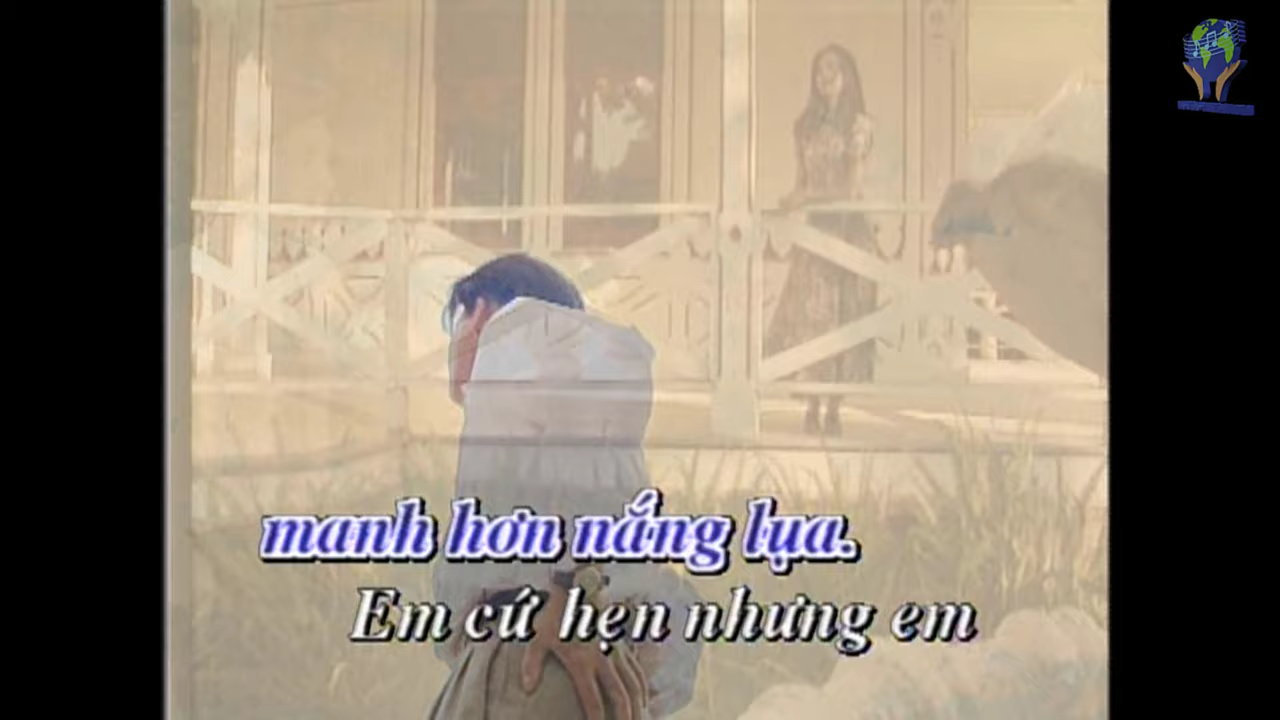 manh hơn nắng lụa.
Em cứ hẹn nhưng em